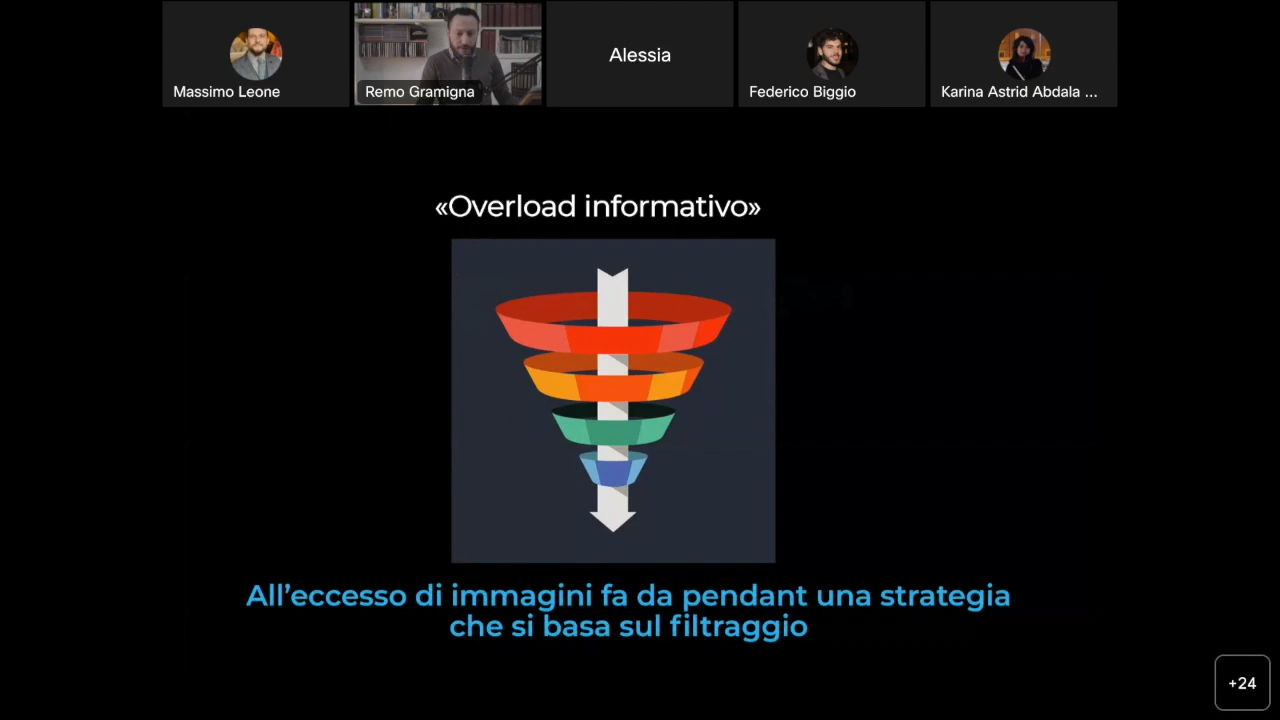 Alessia
Massimo Leone
Remo Gramigna
Federico Biggio
Karina Astrid Abdala ...
«Overload informativo»
All’eccesso di immagini fa da pendant una strategia
che si basa sul filtraggio
+24